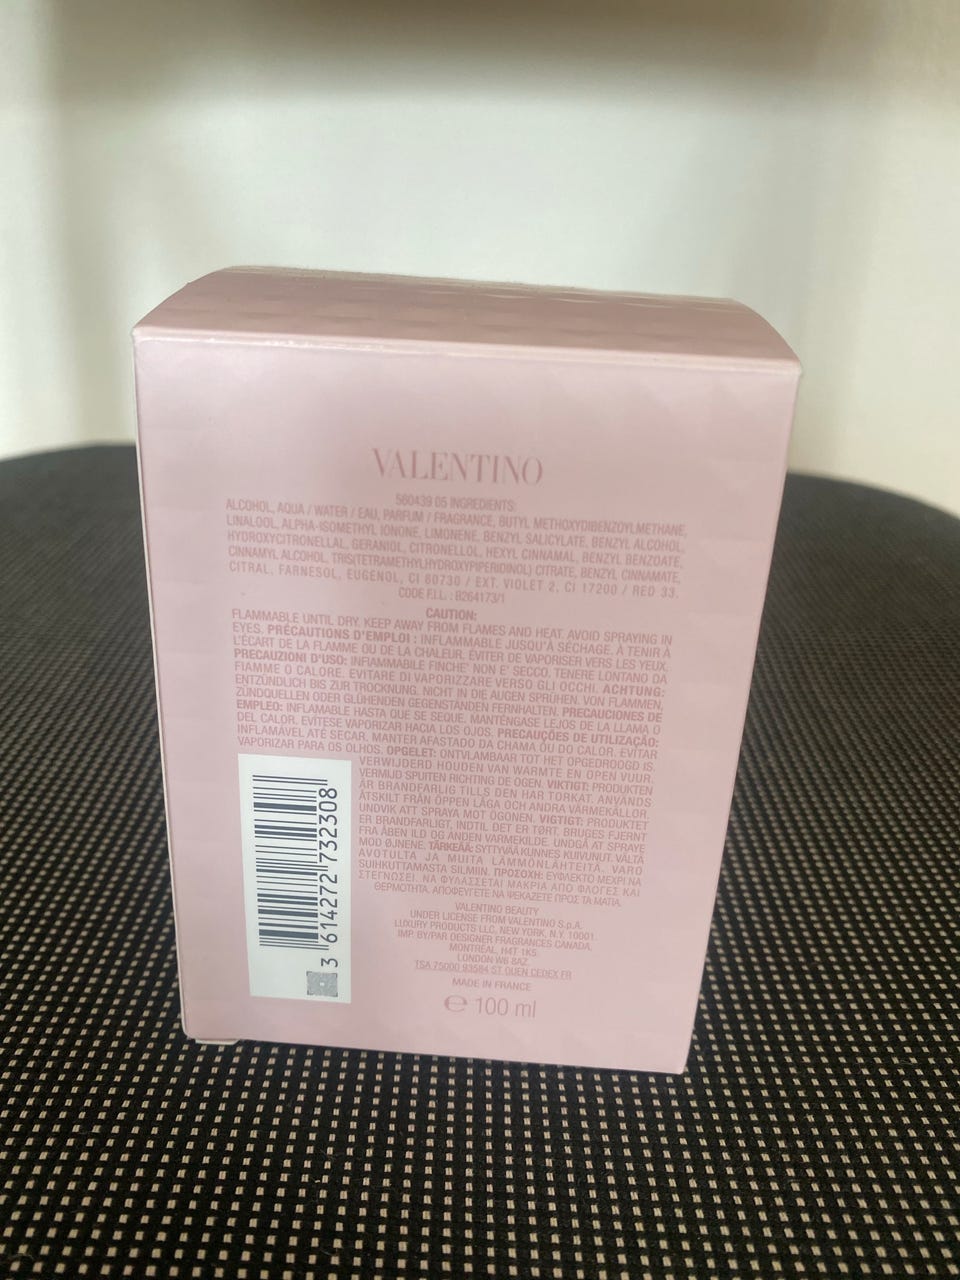 VALENTINO
560439 05 INGREDIENTS:
ALCOHOL, AQUA / WATER / EAU, PARFUM / FRAGRANCE, BUTYL METHOXYDIBENZOYLMETHANE,
LINALOOL, ALPHA-ISOMETHYL IONONE, LIMONENE, BENZYL SALICYLATE, BENZYL ALCOHOL,
HYDROXYCITRONELLAL, GERANIOL, CITRONELLOL, HEXYL CINNAMAL, BENZYL BENZOATE,
CINNAMYL ALCOHOL, TRIS(TETRAMETHYLHYDROXYPIPERIDINOL) CITRATE, BENZYL CINNAMATE,
CITRAL, FARNESOL, EUGENOL, CI 60730 / EXT. VIOLET 2, CI 17200 / RED 33.
CODE F.I.L. : B264173/1
CAUTION:
FLAMMABLE UNTIL DRY. KEEP AWAY FROM FLAMES AND HEAT. AVOID SPRAYING IN
EYES. PRÉCAUTIONS D'EMPLOI : INFLAMMABLE JUSQU'À SÉCHAGE. À TENIR À
L'ÉCART DE LA FLAMME OU DE LA CHALEUR. ÉVITER DE VAPORISER VERS LES YEUX.
PRECAUZIONI D'USO: INFIAMMABILE FINCHE' NON E' SECCO. TENERE LONTANO DA
FIAMME O CALORE. EVITARE DI VAPORIZZARE VERSO GLI OCCHI. ACHTUNG:
ENTZÜNDLICH BIS ZUR TROCKNUNG. NICHT IN DIE AUGEN SPRÜHEN. VON FLAMMEN,
ZÜNDQUELLEN ODER GLÜHENDEN GEGENSTÄNDEN FERNHALTEN. PRECAUCIONES DE
EMPLEO: INFLAMABLE HASTA QUE SE SEQUE. MANTÉNGASE LEJOS DE LA LLAMA O
DEL CALOR. EVÍTESE VAPORIZAR HACIA LOS OJOS. PRECAUÇÕES DE UTILIZAÇÃO:
INFLAMÁVEL ATÉ SECAR. MANTER AFASTADO DA CHAMA OU DO CALOR. EVITAR
VAPORIZAR PARA OS OLHOS. OPGELET: ONTVLAMBAAR TOT HET OPGEDROOGD IS.
VERWIJDERD HOUDEN VAN WARMTE EN OPEN VUUR.
VERMIJD SPUITEN RICHTING DE OGEN. VIKTIGT: PRODUKTEN
ÄR BRANDFARLIG TILLS DEN HAR TORKAT. ANVÄNDS
ÅTSKILT FRÅN ÖPPEN LÅGA OCH ANDRA VÄRMEKÄLLOR.
UNDVIK ATT SPRAYA MOT ÖGONEN. VIGTIGT: PRODUKTET
ER BRANDFARLIGT, INDTIL DET ER TØRT. BRUGES FJERNT
FRA ÅBEN ILD OG ANDEN VARMEKILDE. UNDGÅ AT SPRAYE
MOD ØJNENE. TÄRKEÄÄ: SYTTYVÄÄ KUNNES KUIVUNUT. VÄLTÄ
AVOTULTA JA MUITA LÄMMÖNLÄHTEITÄ. VARO
SUIHKUTTAMASTA SILMIIN. ΠΡΟΣΟΧΗ: ΕΥΦΛΕΚΤΟ ΜΕΧΡΙ ΝΑ
ΣΤΕΓΝΩΣΕΙ. ΝΑ ΦΥΛΑΣΣΕΤΑΙ ΜΑΚΡΙΑ ΑΠΟ ΦΛΟΓΕΣ ΚΑΙ
ΘΕΡΜΟΤΗΤΑ. ΑΠΟΦΕΥΓΕΤΕ ΝΑ ΨΕΚΑΖΕΤΕ ΠΡΟΣ ΤΑ ΜΑΤΙΑ.
VALENTINO BEAUTY
UNDER LICENSE FROM VALENTINO S.p.A.
LUXURY PRODUCTS LLC, NEW YORK, N.Y. 10001.
IMP. BY/PAR DESIGNER FRAGRANCES CANADA,
MONTRÉAL, H4T 1K5.
LONDON W6 8AZ.
TSA 75000 93584 ST OUEN CEDEX FR
MADE IN FRANCE
℮ 100 ml
3 614272 732308